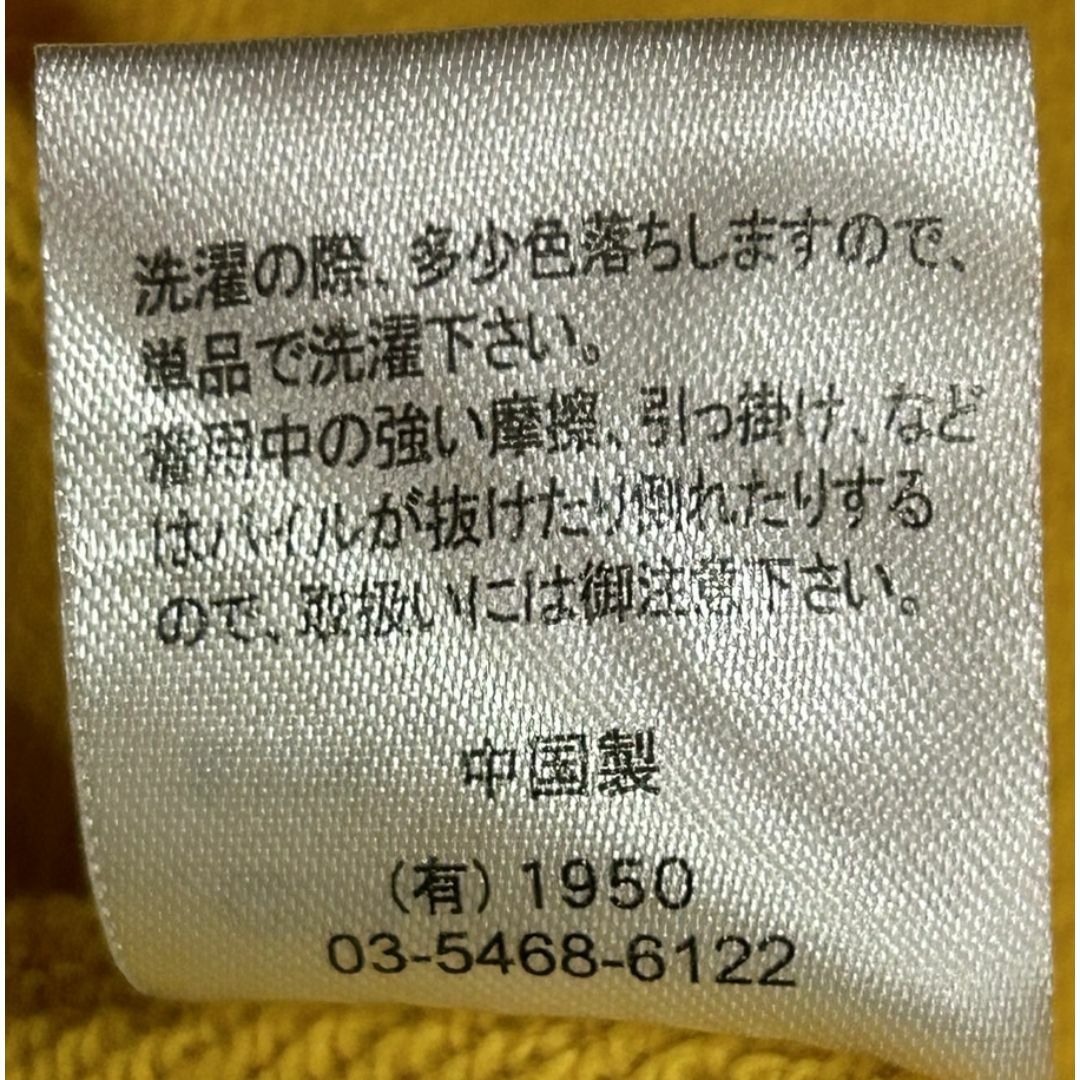 洗濯の際、多少色落ちしますので、
単品で洗濯下さい。
着用中の強い摩擦、引っ掛け、など
はパイルが抜けたり倒れたりする
ので、取扱いには御注意下さい。
中国製
(有) 1950
03-5468-6122